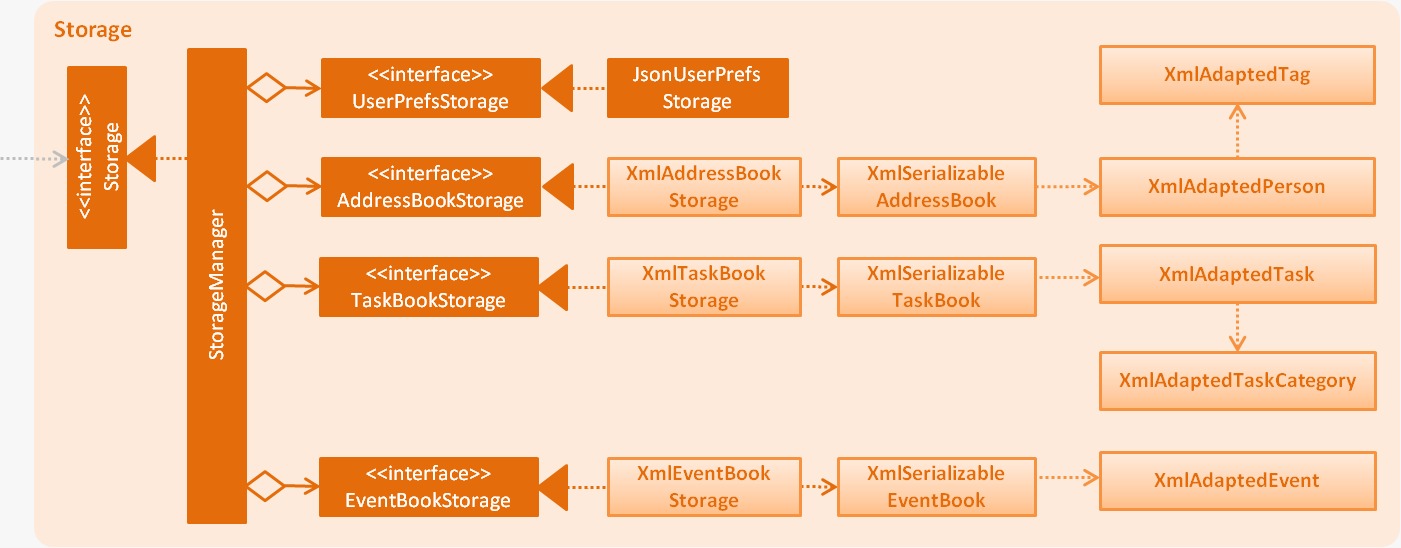 Storage
<<interface>>
Storage
StorageManager
<<interface>>
UserPrefsStorage
JsonUserPrefs
Storage
<<interface>>
AddressBookStorage
XmlAddressBook
Storage
XmlSerializable
AddressBook
XmlAdaptedTag
XmlAdaptedPerson
<<interface>>
TaskBookStorage
XmlTaskBook
Storage
XmlSerializable
TaskBook
XmlAdaptedTask
XmlAdaptedTaskCategory
<<interface>>
EventBookStorage
XmlEventBook
Storage
XmlSerializable
EventBook
XmlAdaptedEvent